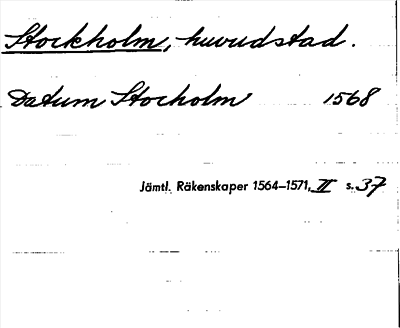 Stockholm, huvudstad.
Datum Stocholm 1568
Jämtl. Räkenskaper 1564–1571, II s. 37